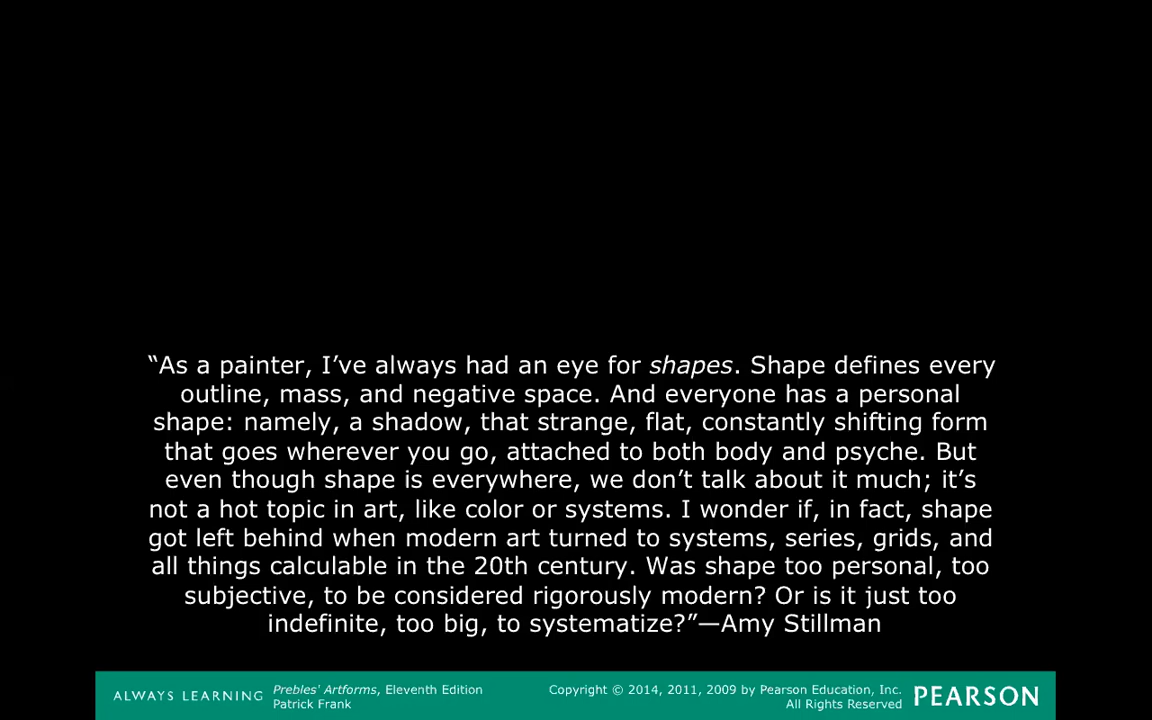 “As a painter, I’ve always had an eye for shapes. Shape defines every
outline, mass, and negative space. And everyone has a personal
shape: namely, a shadow, that strange, flat, constantly shifting form
that goes wherever you go, attached to both body and psyche. But
even though shape is everywhere, we don’t talk about it much; it’s
not a hot topic in art, like color or systems. I wonder if, in fact, shape
got left behind when modern art turned to systems, series, grids, and
all things calculable in the 20th century. Was shape too personal, too
subjective, to be considered rigorously modern? Or is it just too
indefinite, too big, to systematize?”—Amy Stillman
ALWAYS LEARNING
Prebles' Artforms, Eleventh Edition
Patrick Frank
Copyright © 2014, 2011, 2009 by Pearson Education, Inc.
All Rights Reserved
PEARSON